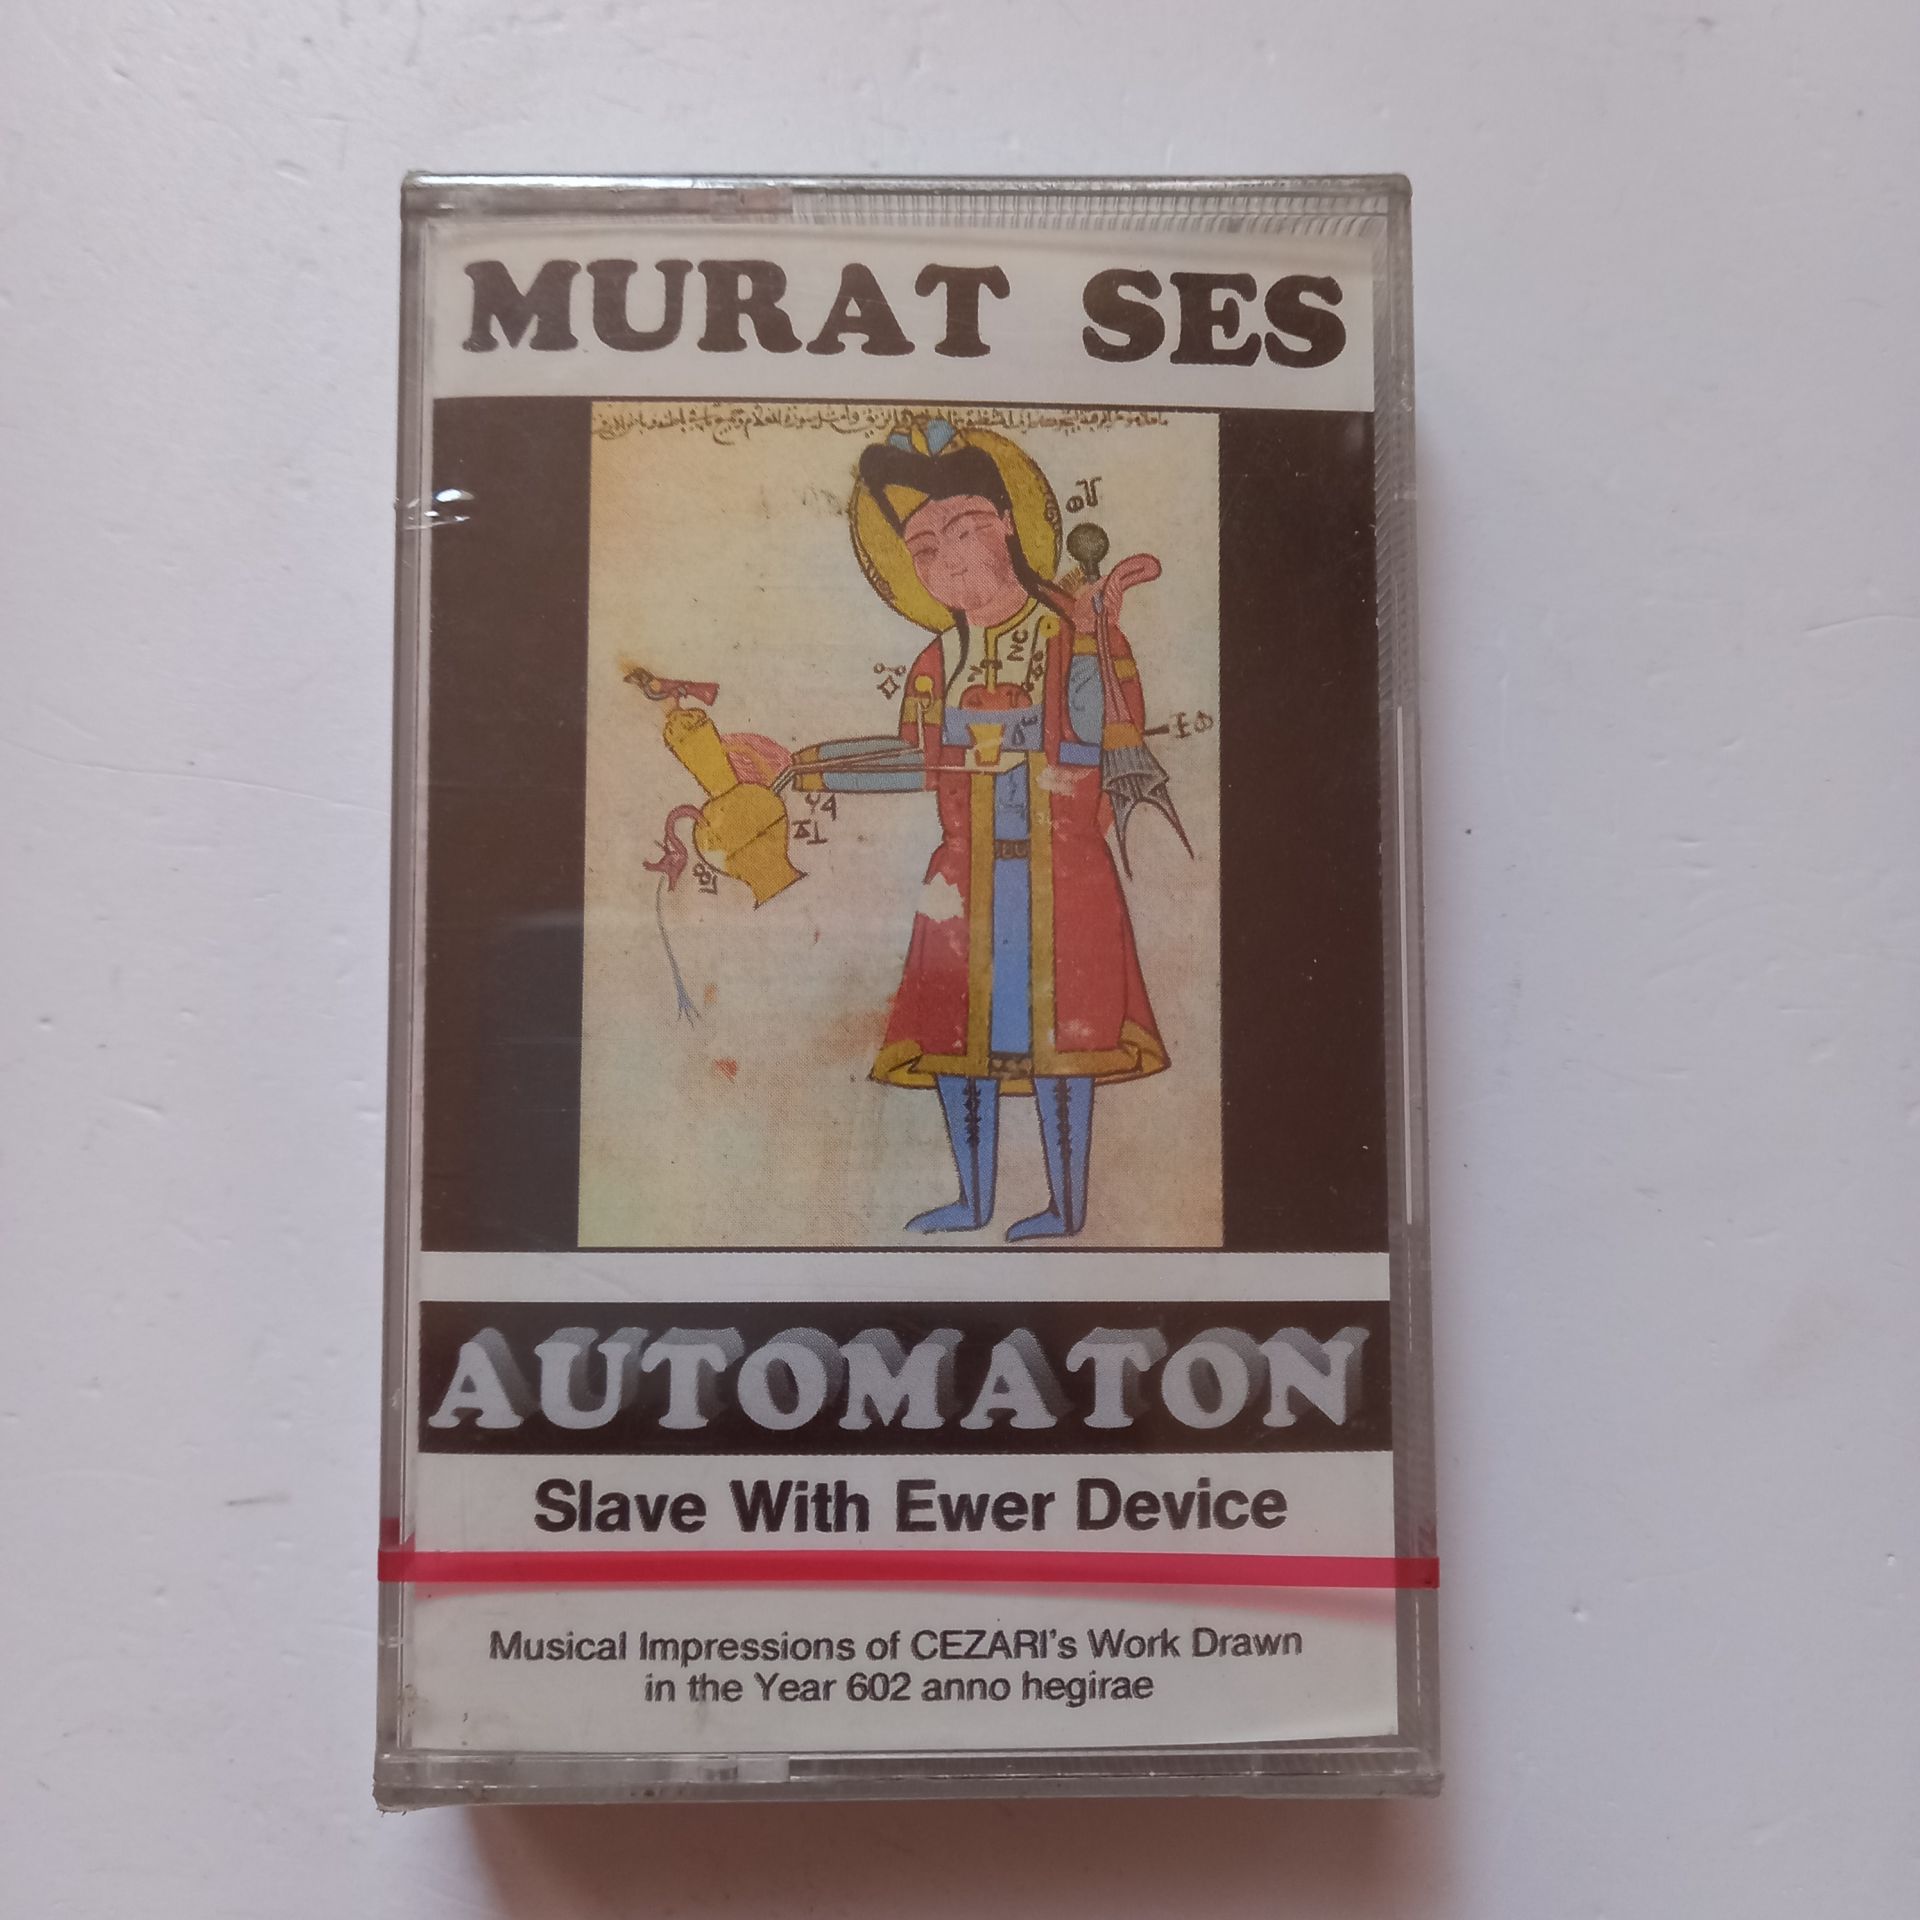 MURAT SES
AUTOMATON
Slave With Ewer Device
Musical Impressions of CEZARI's Work Drawn
in the Year 602 anno hegirae